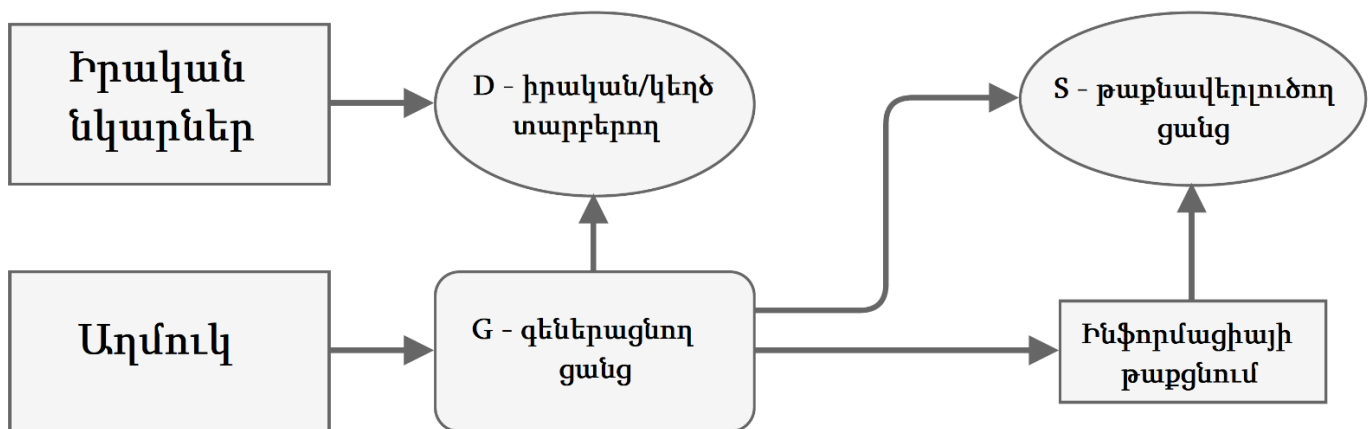 Իրական
նկարներ
D - իրական/կեղծ
տարբերող
S - թաքնավերլուծող
ցանց
Աղմուկ
G - գեներացնող
ցանց
Ինֆորմացիայի
թաքցնում